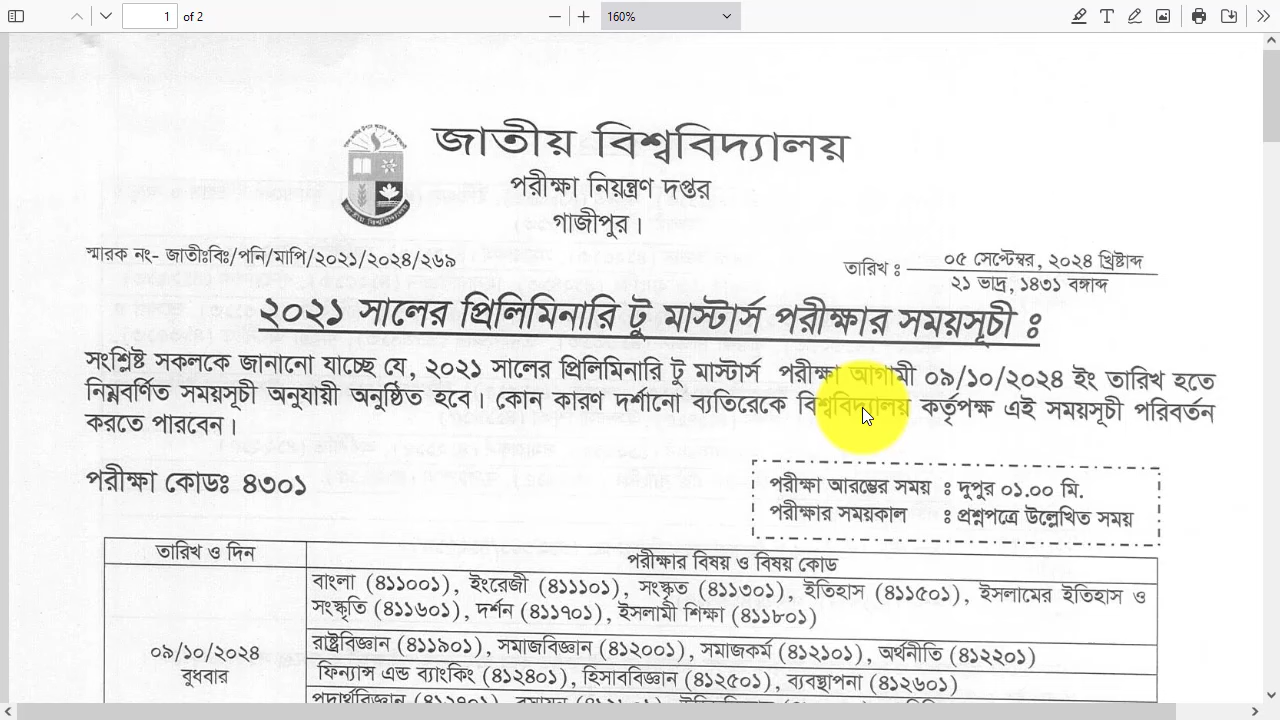 1 of 2
160%
জাতীয় বিশ্ববিদ্যালয়
পরীক্ষা নিয়ন্ত্রণ দপ্তর
গাজীপুর।
স্মারক নং- জাতীঃবিঃ/পনি/মাপি/২০২১/২০২৪/২৬৯
তারিখ ঃ ০৫ সেপ্টেম্বর, ২০২৪ খ্রিষ্টাব্দ
২১ ভাদ্র, ১৪৩১ বঙ্গাব্দ
২০২১ সালের প্রিলিমিনারি টু মাস্টার্স পরীক্ষার সময়সূচী ঃ
সংশ্লিষ্ট সকলকে জানানো যাচ্ছে যে, ২০২১ সালের প্রিলিমিনারি টু মাস্টার্স পরীক্ষা আগামী ০৯/১০/২০২৪ ইং তারিখ হতে
নিম্নবর্ণিত সময়সূচী অনুযায়ী অনুষ্ঠিত হবে। কোন কারণ দর্শানো ব্যতিরেকে বিশ্ববিদ্যালয় কর্তৃপক্ষ এই সময়সূচী পরিবর্তন
করতে পারবেন।
পরীক্ষা কোডঃ ৪৩০১
পরীক্ষা আরম্ভের সময় ঃ দুপুর ০১.০০ মি.
পরীক্ষার সময়কাল ঃ প্রশ্নপত্রে উল্লেখিত সময়
তারিখ ও দিন
পরীক্ষার বিষয় ও বিষয় কোড
বাংলা (৪১১০০১), ইংরেজী (৪১১১০১), সংস্কৃত (৪১১৩০১), ইতিহাস (৪১১৫০১), ইসলামের ইতিহাস ও
সংস্কৃতি (৪১১৬০১), দর্শন (৪১১৭০১), ইসলামী শিক্ষা (৪১১৮০১)
রাষ্ট্রবিজ্ঞান (৪১১৯০১), সমাজবিজ্ঞান (৪১২০০১), সমাজকর্ম (৪১২১০১), অর্থনীতি (৪১২২০১)
০৯/১০/২০২৪
বুধবার
ফিন্যান্স এন্ড ব্যাংকিং (৪১২৪০১), হিসাববিজ্ঞান (৪১২৫০১), ব্যবস্থাপনা (৪১২৬০১)